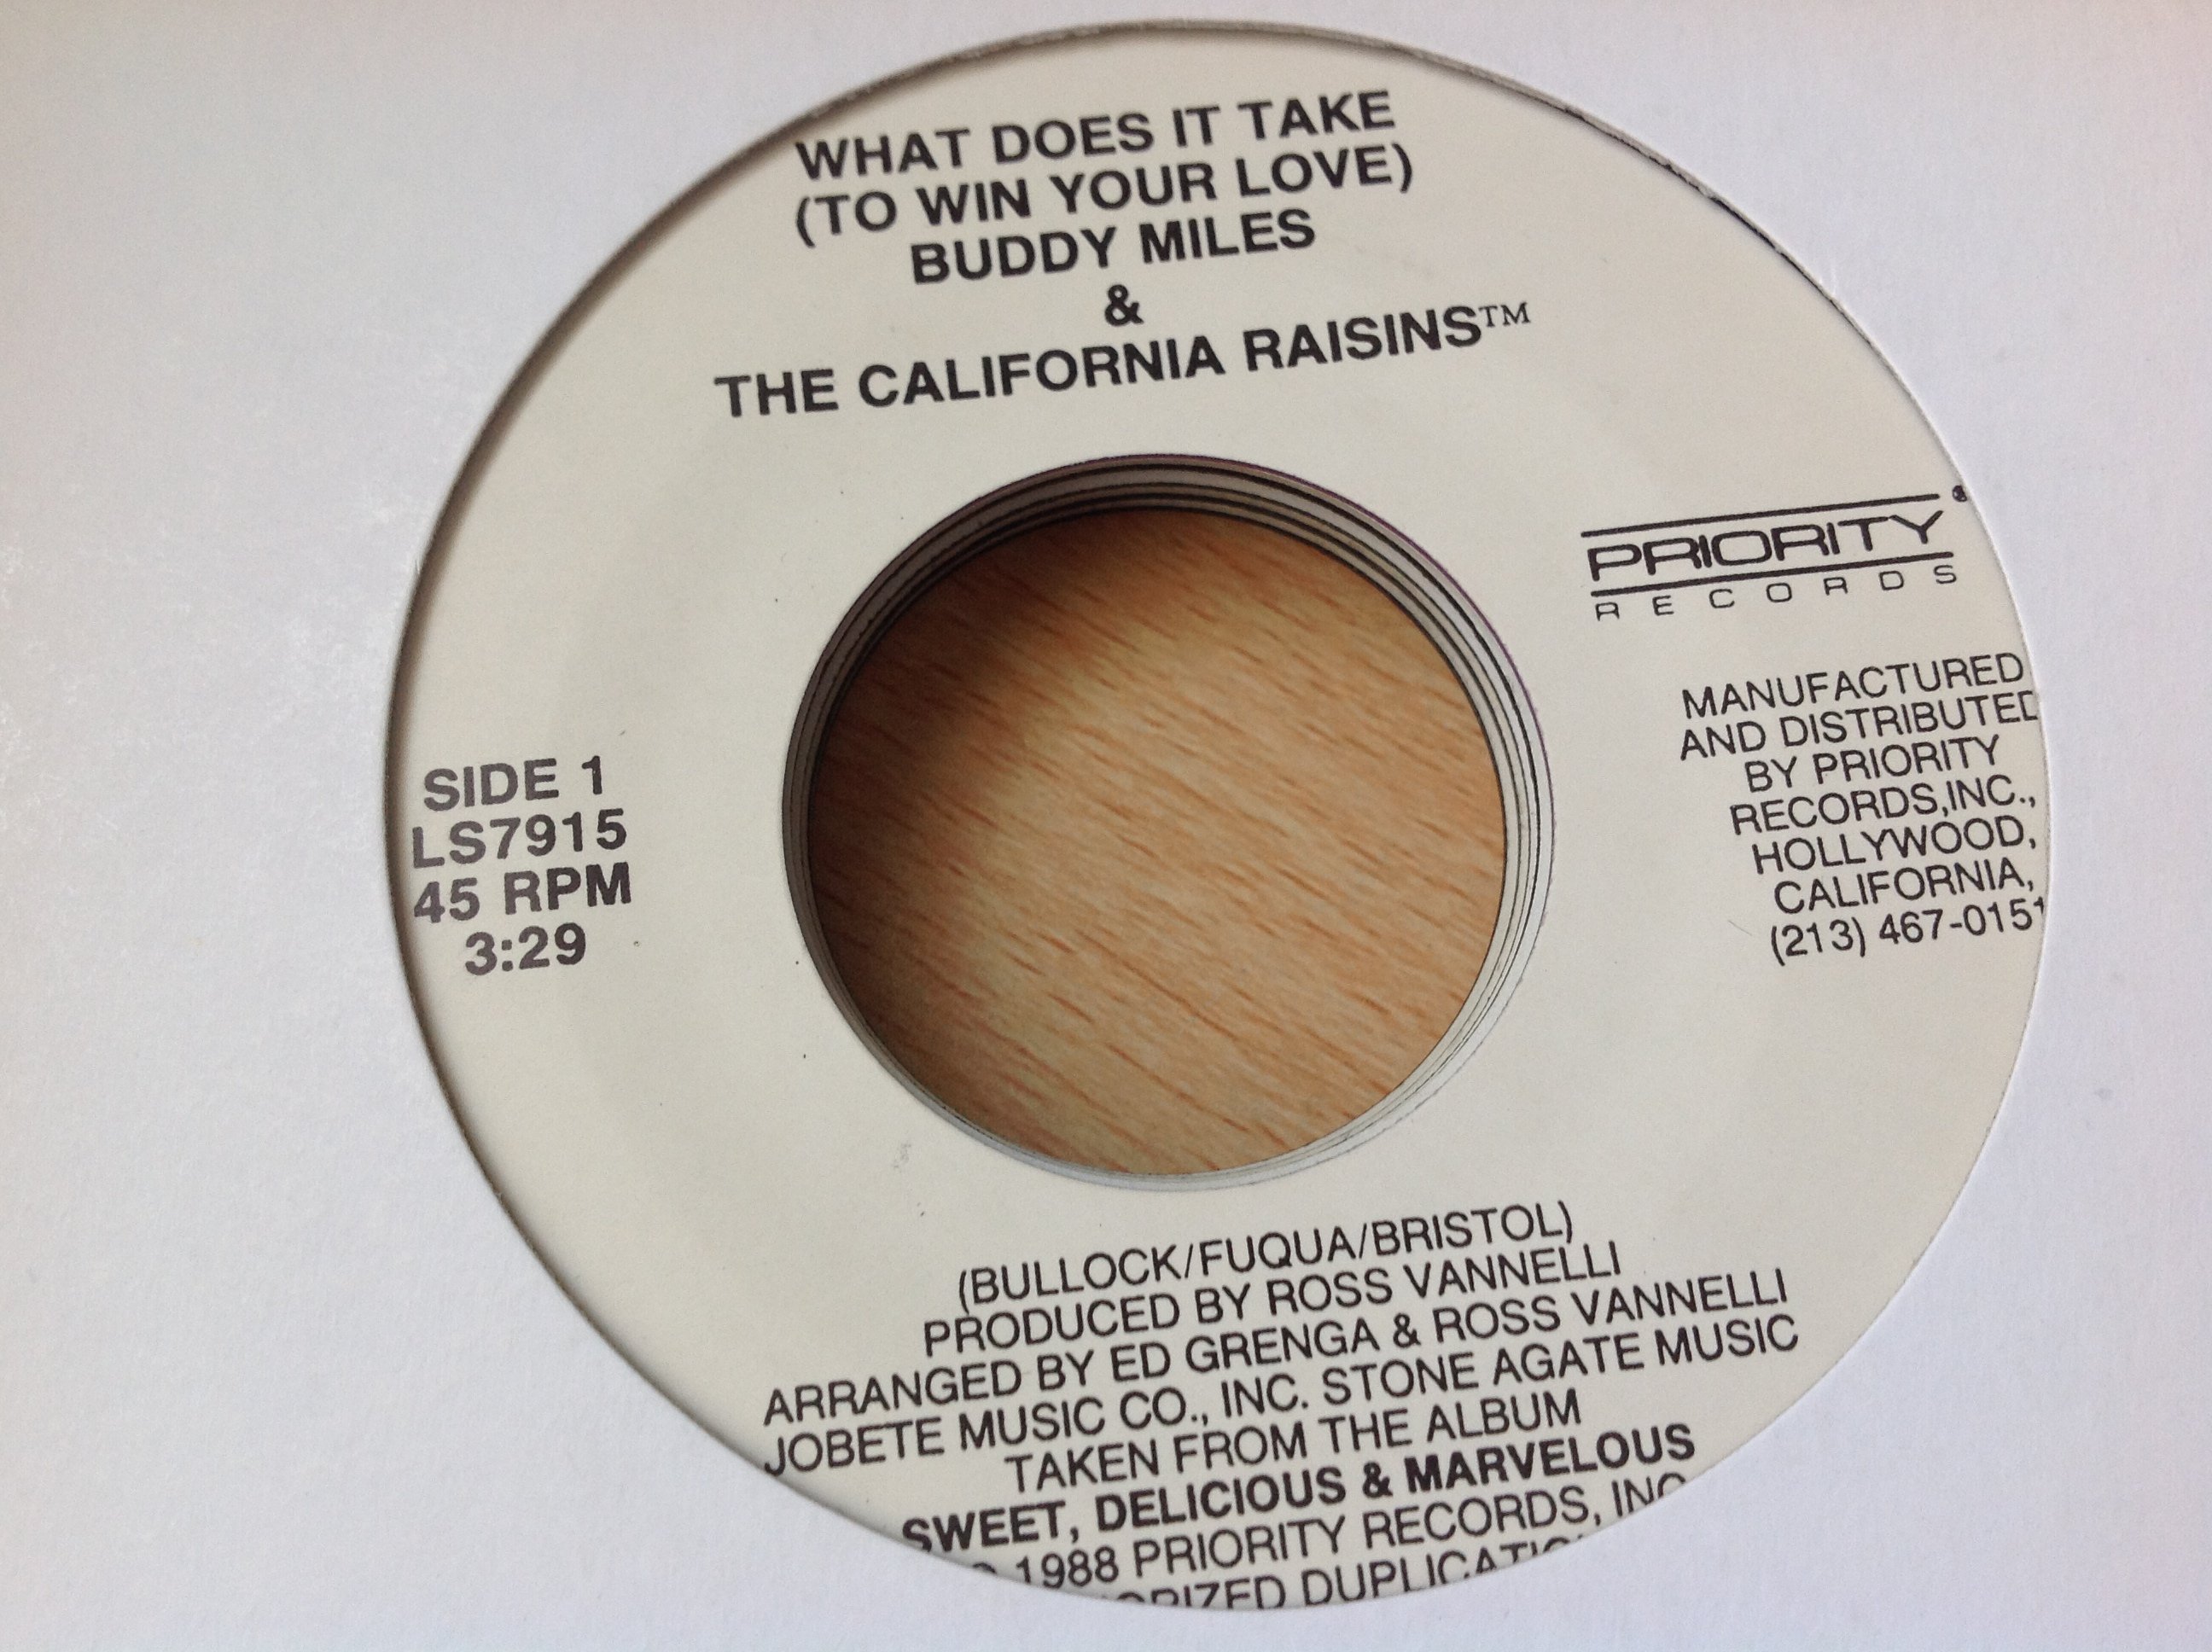 WHAT DOES IT TAKE
(TO WIN YOUR LOVE)
BUDDY MILES
&
THE CALIFORNIA RAISINS™
PRIORITY
RECORDS
MANUFACTURED
AND DISTRIBUTED
BY PRIORITY
RECORDS,INC.,
HOLLYWOOD,
CALIFORNIA,
(213) 467-0151
SIDE 1
LS7915
45 RPM
3:29
(BULLOCK/FUQUA/BRISTOL)
PRODUCED BY ROSS VANNELLI
ARRANGED BY ED GRENGA & ROSS VANNELLI
JOBETE MUSIC CO., INC. STONE AGATE MUSIC
TAKEN FROM THE ALBUM
SWEET, DELICIOUS & MARVELOUS
1988 PRIORITY RECORDS, INC